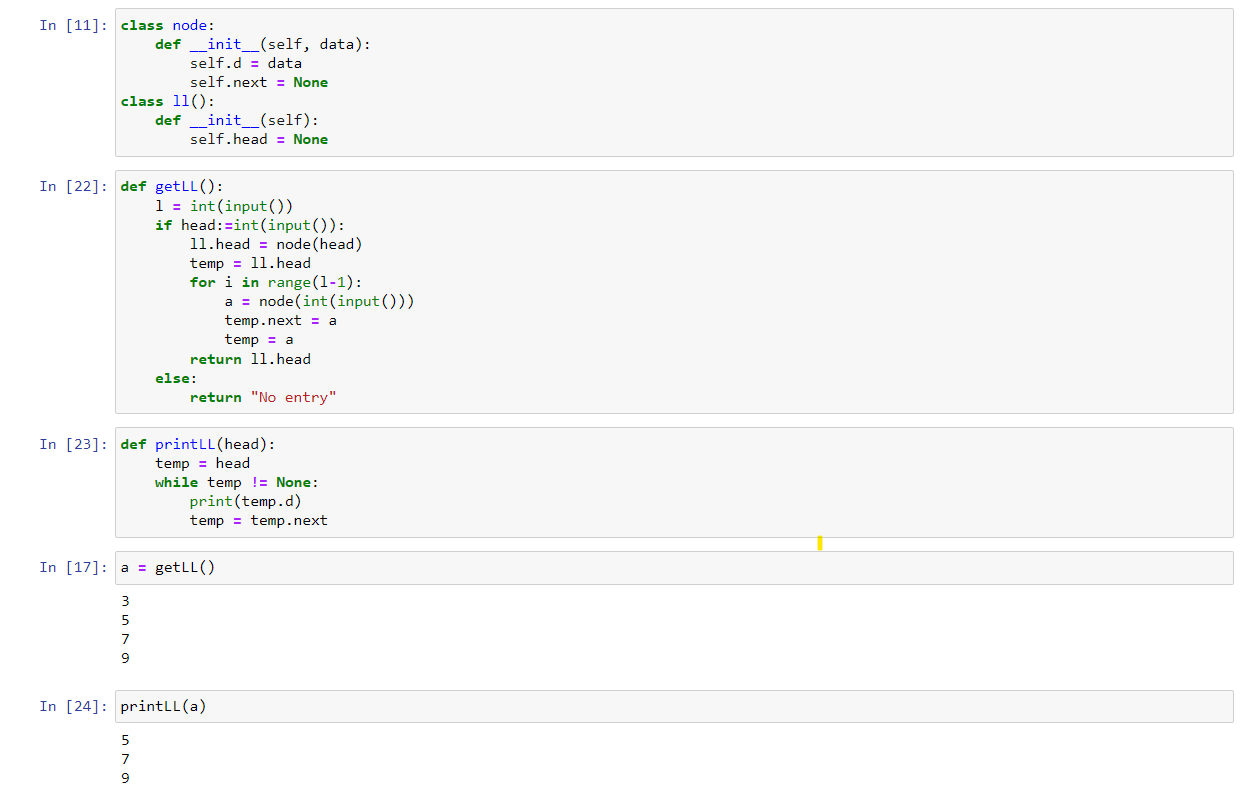 In [11]: class node:
    def __init__(self, data):
        self.d = data
        self.next = None
class ll():
    def __init__(self):
        self.head = None
In [22]: def getLL():
    l = int(input())
    if head:=int(input()):
        ll.head = node(head)
        temp = ll.head
        for i in range(l-1):
            a = node(int(input()))
            temp.next = a
            temp = a
        return ll.head
    else:
        return "No entry"
In [23]: def printLL(head):
    temp = head
    while temp != None:
        print(temp.d)
        temp = temp.next
In [17]: a = getLL()
3
5
7
9
In [24]: printLL(a)
5
7
9